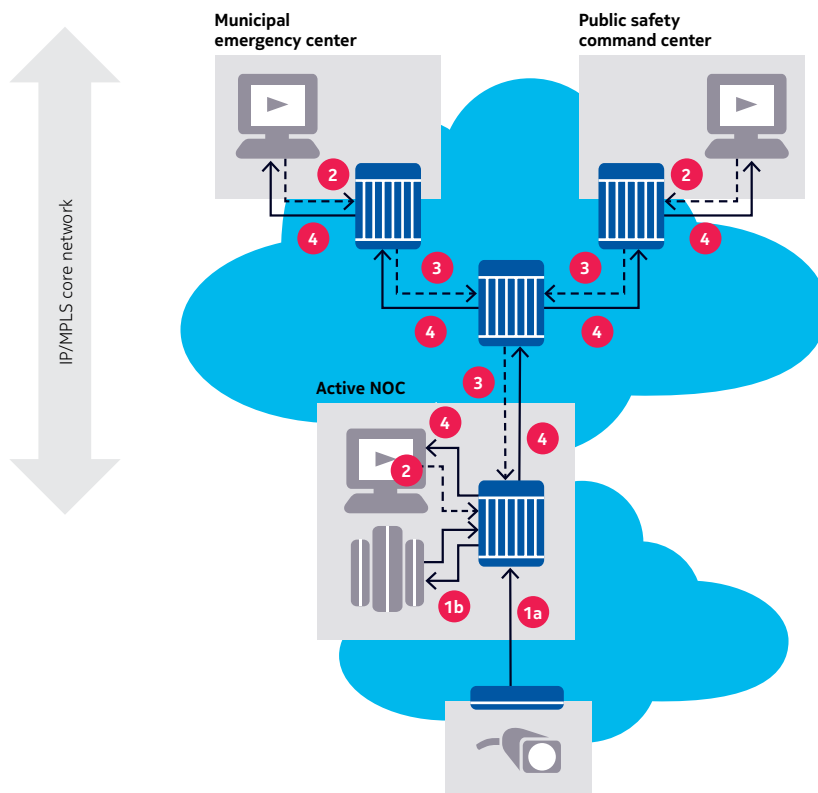 Municipal
emergency center
Public safety
command center
2
2
4
4
3
3
4
4
IP/MPLS core network
3
Active NOC
4
4
2
1b
1a